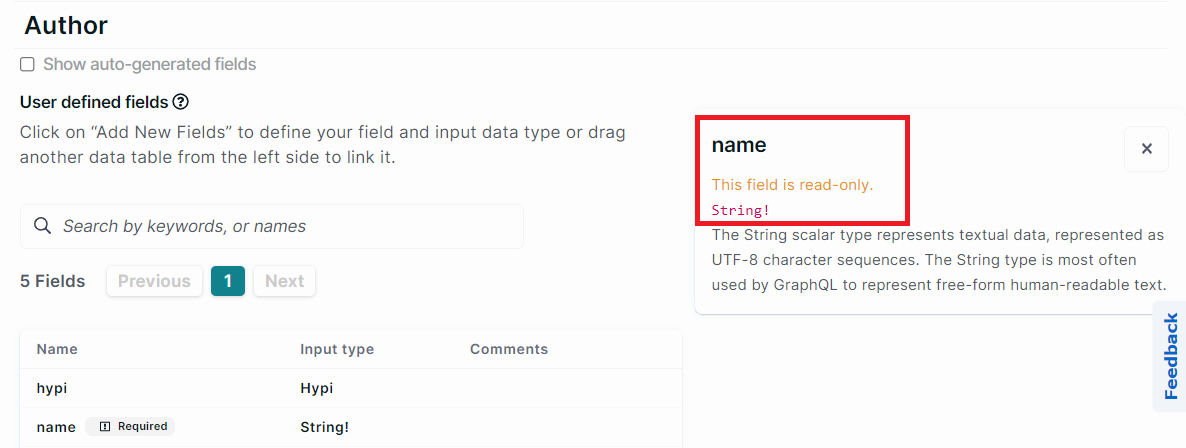 Author
Show auto-generated fields
User defined fields
Click on “Add New Fields” to define your field and input data type or drag
another data table from the left side to link it.
Search by keywords, or names
5 Fields Previous 1 Next
Name Input type Comments
hypi Hypi
name Required String!
name
This field is read-only.
String!
The String scalar type represents textual data, represented as
UTF-8 character sequences. The String type is most often
used by GraphQL to represent free-form human-readable text.
Feedback